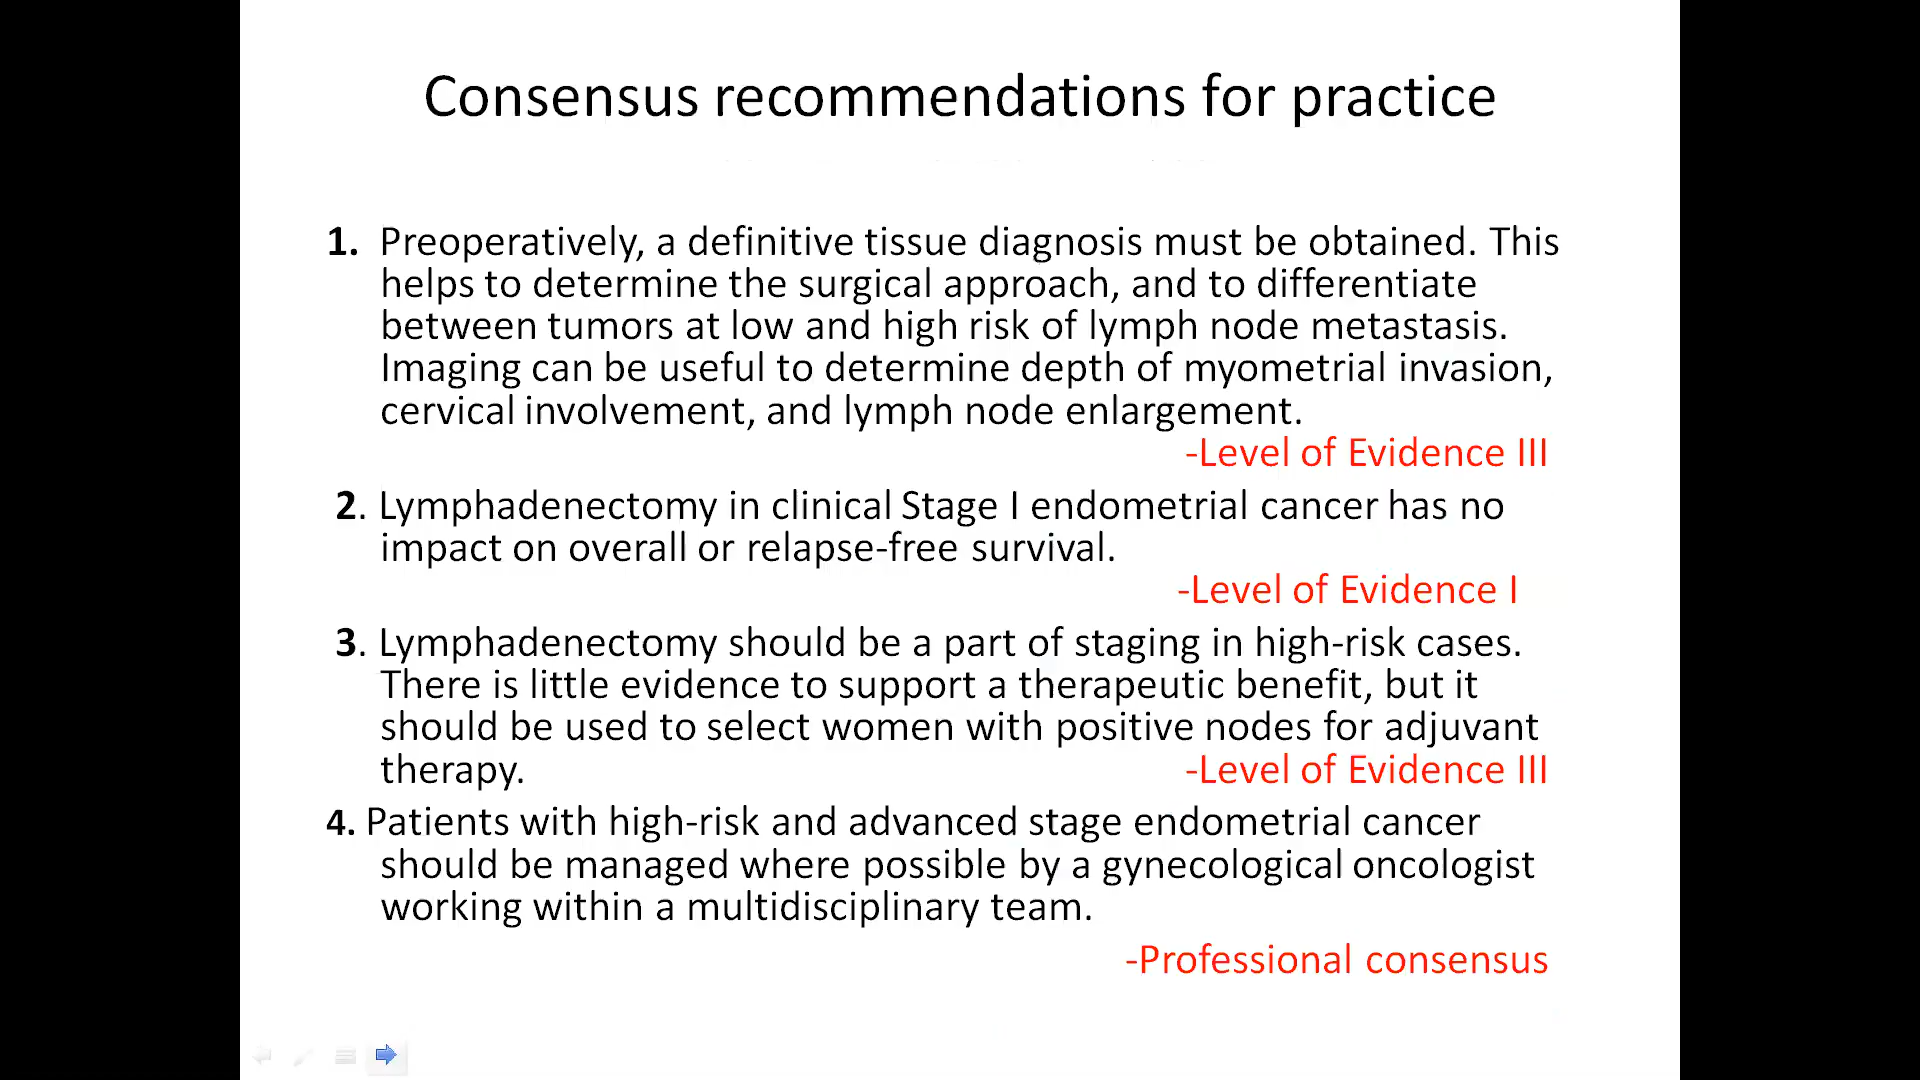 Consensus recommendations for practice
1. Preoperatively, a definitive tissue diagnosis must be obtained. This
helps to determine the surgical approach, and to differentiate
between tumors at low and high risk of lymph node metastasis.
Imaging can be useful to determine depth of myometrial invasion,
cervical involvement, and lymph node enlargement.
-Level of Evidence III
2. Lymphadenectomy in clinical Stage I endometrial cancer has no
impact on overall or relapse-free survival.
-Level of Evidence I
3. Lymphadenectomy should be a part of staging in high-risk cases.
There is little evidence to support a therapeutic benefit, but it
should be used to select women with positive nodes for adjuvant
therapy. -Level of Evidence III
4. Patients with high-risk and advanced stage endometrial cancer
should be managed where possible by a gynecological oncologist
working within a multidisciplinary team.
-Professional consensus